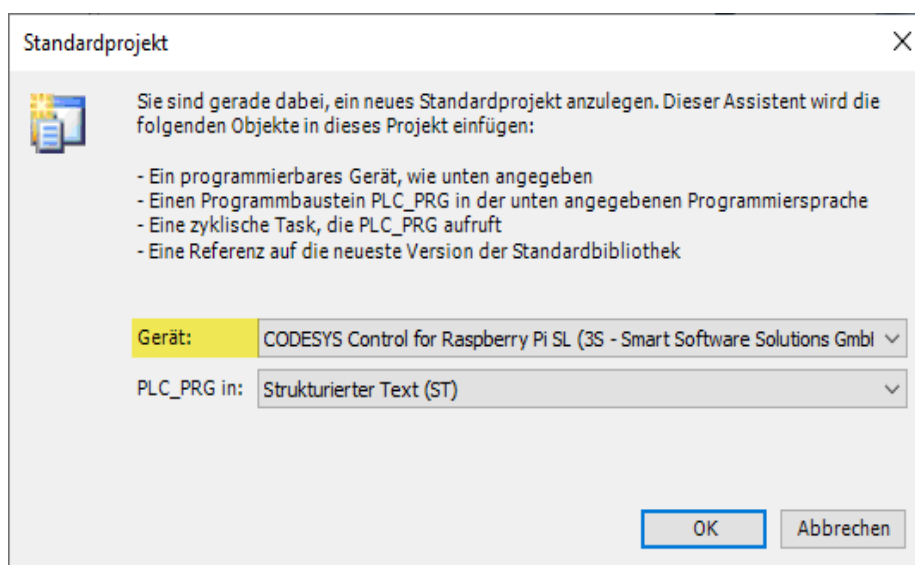 Standardprojekt
Sie sind gerade dabei, ein neues Standardprojekt anzulegen. Dieser Assistent wird die
folgenden Objekte in dieses Projekt einfügen:
- Ein programmierbares Gerät, wie unten angegeben
- Einen Programmbaustein PLC_PRG in der unten angegebenen Programmiersprache
- Eine zyklische Task, die PLC_PRG aufruft
- Eine Referenz auf die neueste Version der Standardbibliothek
Gerät: CODESYS Control for Raspberry Pi SL (3S - Smart Software Solutions Gmbl
PLC_PRG in: Strukturierter Text (ST)
OK Abbrechen